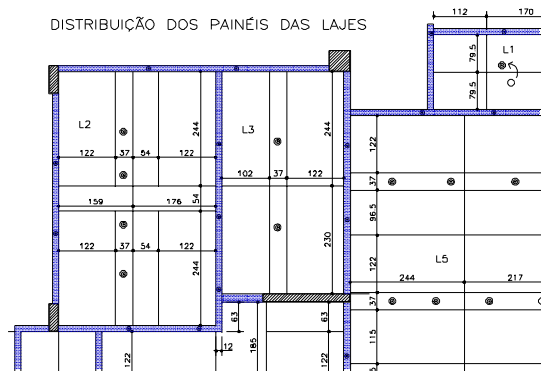 DISTRIBUIÇÃO DOS PAINÉIS DAS LAJES
112 170
79.5 L1
79.5
L2 244 L3 244 122
122 37 54 122
102 37 122
37
159 176 54
96.5
122 37 54 122
230 122
L5
244 217
244
37
63 63 115
12
122 185 122